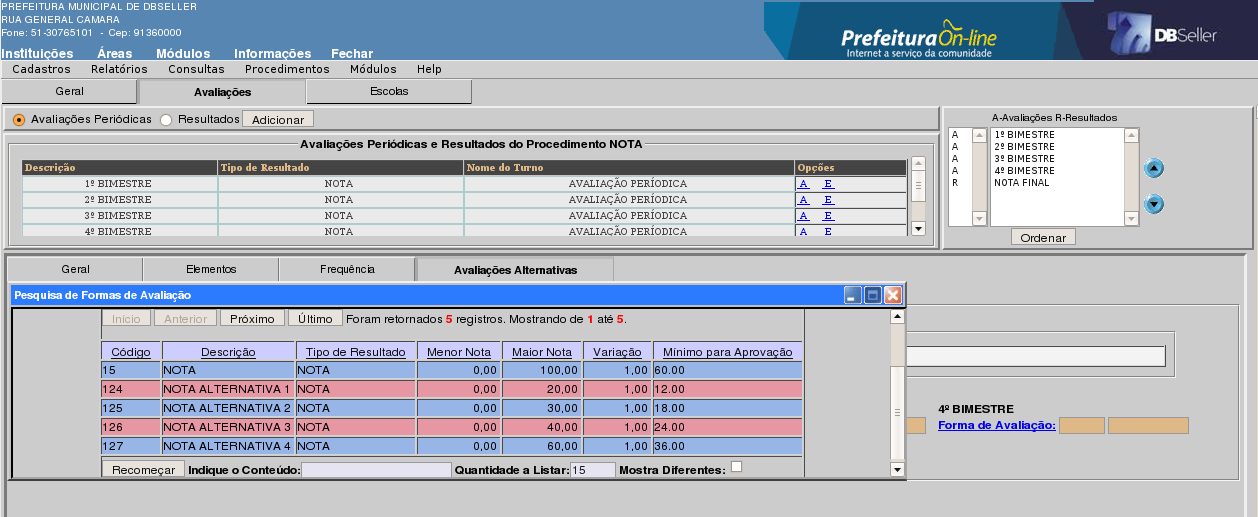 PREFEITURA MUNICIPAL DE DBSELLER
RUA GENERAL CAMARA
Fone: 51-30765101 - Cep: 91360000
Prefeitura On-line
Internet a serviço da comunidade
DBSeller
Instituições Áreas Módulos Informações Fechar
Cadastros Relatórios Consultas Procedimentos Módulos Help
Geral Avaliações Escolas
Avaliações Periódicas Resultados Adicionar
A-Avaliações R-Resultados
A 1º BIMESTRE
A 2º BIMESTRE
A 3º BIMESTRE
A 4º BIMESTRE
R NOTA FINAL
Ordenar
Avaliações Periódicas e Resultados do Procedimento NOTA
Descrição Tipo de Resultado Nome do Turno Opções
1º BIMESTRE NOTA AVALIAÇÃO PERÍODICA A E
2º BIMESTRE NOTA AVALIAÇÃO PERÍODICA A E
3º BIMESTRE NOTA AVALIAÇÃO PERÍODICA A E
4º BIMESTRE NOTA AVALIAÇÃO PERÍODICA A E
Geral Elementos Frequência Avaliações Alternativas
Pesquisa de Formas de Avaliação
Início Anterior Próximo Último Foram retornados 5 registros. Mostrando de 1 até 5.
Código Descrição Tipo de Resultado Menor Nota Maior Nota Variação Mínimo para Aprovação
15 NOTA NOTA 0,00 100,00 1,00 60.00
124 NOTA ALTERNATIVA 1 NOTA 0,00 20,00 1,00 12.00
125 NOTA ALTERNATIVA 2 NOTA 0,00 30,00 1,00 18.00
126 NOTA ALTERNATIVA 3 NOTA 0,00 40,00 1,00 24.00
127 NOTA ALTERNATIVA 4 NOTA 0,00 60,00 1,00 36.00
Recomeçar Indique o Conteúdo: Quantidade a Listar: 15 Mostra Diferentes:
4º BIMESTRE
Forma de Avaliação: